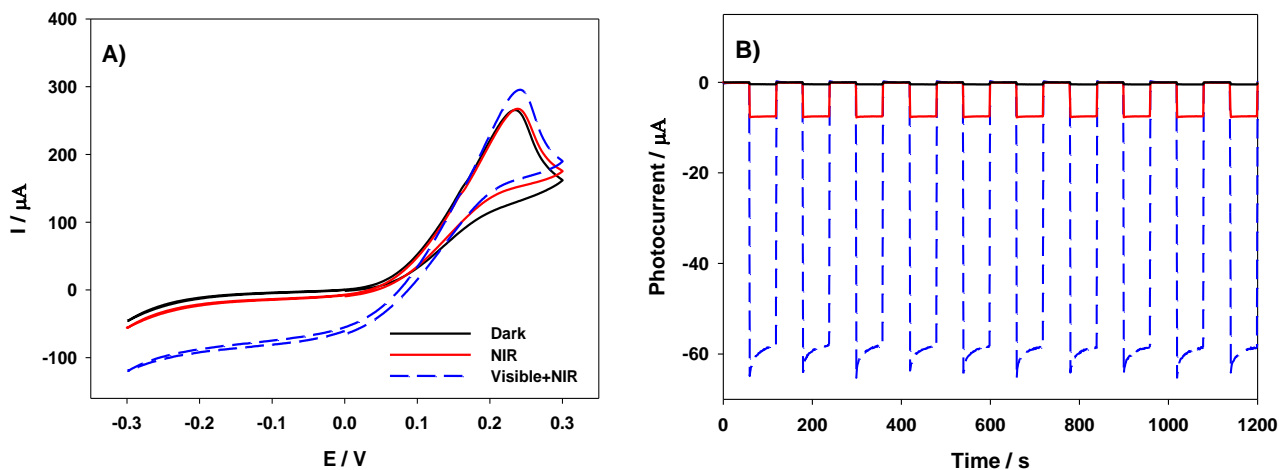 A)
400
300
200
100
0
-100
I / µA
-0.3 -0.2 -0.1 0.0 0.1 0.2 0.3
E / V
Dark
NIR
Visible+NIR
B)
0
-20
-40
-60
Photocurrent / µA
0 200 400 600 800 1000 1200
Time / s